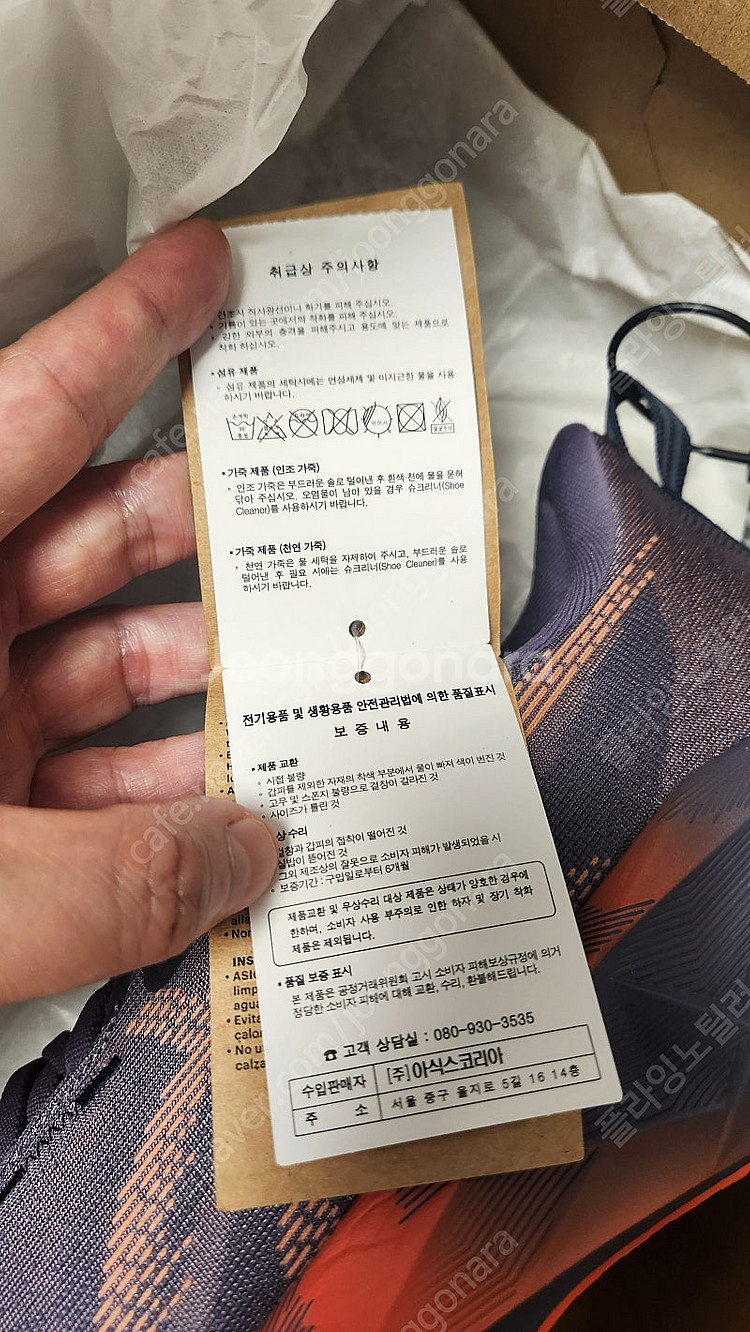 취급상 주의사항
건조시 직사광선이나 하기를 피해 주십시오.
기름이 있는 곳에서의 착화를 피해 주십시오.
강한 외부의 충격을 피해주시고 용도에 맞는 제품으로
착화 하십시오.
• 섬유 제품
◦ 섬유 제품의 세탁시에는 연성세제 및 미지근한 물을 사용
하시기 바랍니다.
• 가죽 제품 (인조 가죽)
◦ 인조 가죽은 부드러운 솔로 털어낸 후 흰색 천에 물을 묻혀
닦아 주십시오. 오염물이 남아 있을 경우 슈크리너(Shoe
Cleaner)를 사용하시기 바랍니다.
• 가죽 제품 (천연 가죽)
◦ 천연 가죽은 물 세탁을 자제하여 주시고, 부드러운 솔로
털어낸 후 필요 시에는 슈크리너(Shoe Cleaner)를 사용
하시기 바랍니다.
joonggonara
전기용품 및 생활용품 안전관리법에 의한 품질표시
보증내용
• 제품 교환
◦ 시접 불량
◦ 갑피를 제외한 자재의 착색 부분에서 물이 빠져 색이 번진 것
◦ 고무 및 스폰지 불량으로 겉창이 갈라진 것
◦ 사이즈가 틀린 것
상수리
겉창과 갑피의 접착이 떨어진 것
실밥이 뜯어진 것
그외 제조상의 잘못으로 소비자 피해가 발생되었을 시
◦ 보증기간 : 구입일로부터 6개월
제품교환 및 무상수리 대상 제품은 상태가 양호한 경우에
한하며, 소비자 사용 부주의로 인한 하자 및 장기 착화
제품은 제외됩니다.
• 품질 보증 표시
본 제품은 공정거래위원회 고시 소비자 피해보상규정에 의거
정당한 소비자 피해에 대해 교환, 수리, 환불해드립니다.
☎ 고객 상담실 : 080-930-3535
수입판매자 [주]아식스코리아
주 소 서울 중구 을지로 5길 16 14층
• Non
INS
• ASIC
limp
agua
• Evita
calor
• No u
calza